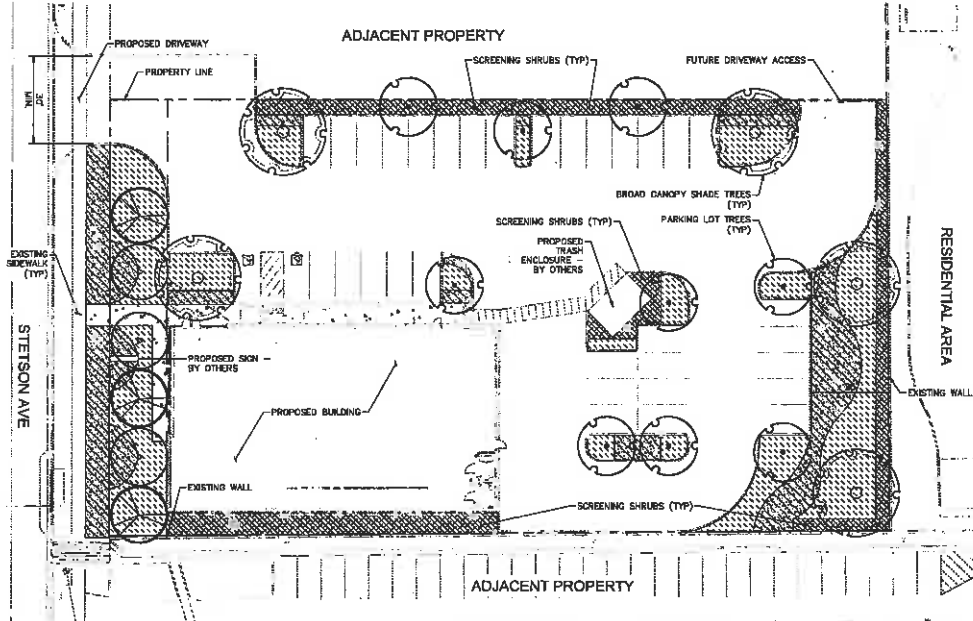 ADJACENT PROPERTY
PROPOSED DRIVEWAY
SCREENING SHRUBS (TYP)
FUTURE DRIVEWAY ACCESS
PROPERTY LINE
30'
MIN.
BROAD CANOPY SHADE TREES
(TYP)
SCREENING SHRUBS (TYP)
PARKING LOT TREES
(TYP)
PROPOSED
TRASH
ENCLOSURE –
BY OTHERS
EXISTING
SIDEWALK
(TYP)
RESIDENTIAL AREA
STETSON AVE
PROPOSED SIGN –
BY OTHERS
EXISTING WALL
PROPOSED BUILDING
EXISTING WALL
SCREENING SHRUBS (TYP)
ADJACENT PROPERTY